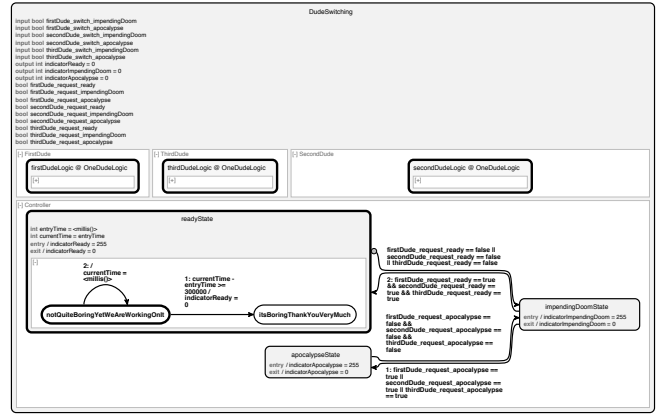 DudeSwitching
input bool firstDude_switch_impendingDoom
input bool firstDude_switch_apocalypse
input bool secondDude_switch_impendingDoom
input bool secondDude_switch_apocalypse
input bool thirdDude_switch_impendingDoom
input bool thirdDude_switch_apocalypse
output int indicatorReady = 0
output int indicatorImpendingDoom = 0
output int indicatorApocalypse = 0
bool firstDude_request_ready
bool firstDude_request_impendingDoom
bool firstDude_request_apocalypse
bool secondDude_request_ready
bool secondDude_request_impendingDoom
bool secondDude_request_apocalypse
bool thirdDude_request_ready
bool thirdDude_request_impendingDoom
bool thirdDude_request_apocalypse
[-] FirstDude
firstDudeLogic @ OneDudeLogic
[+]
[-] ThirdDude
thirdDudeLogic @ OneDudeLogic
[+]
[-] SecondDude
secondDudeLogic @ OneDudeLogic
[+]
[-] Controller
readyState
int entryTime = <millis()>
int currentTime = entryTime
entry / indicatorReady = 255
exit / indicatorReady = 0
[-]
2: /
currentTime =
<millis()>
1: currentTime -
entryTime >=
300000 /
indicatorReady =
0
notQuiteBoringYetWeAreWorkingOnIt
itsBoringThankYouVeryMuch
firstDude_request_ready == false ||
secondDude_request_ready == false
|| thirdDude_request_ready == false
2: firstDude_request_ready == true
&& secondDude_request_ready ==
true && thirdDude_request_ready ==
true
impendingDoomState
entry / indicatorImpendingDoom = 255
exit / indicatorImpendingDoom = 0
firstDude_request_apocalypse ==
false &&
secondDude_request_apocalypse ==
false &&
thirdDude_request_apocalypse ==
false
apocalypseState
entry / indicatorApocalypse = 255
exit / indicatorApocalypse = 0
1: firstDude_request_apocalypse ==
true ||
secondDude_request_apocalypse ==
true || thirdDude_request_apocalypse
== true